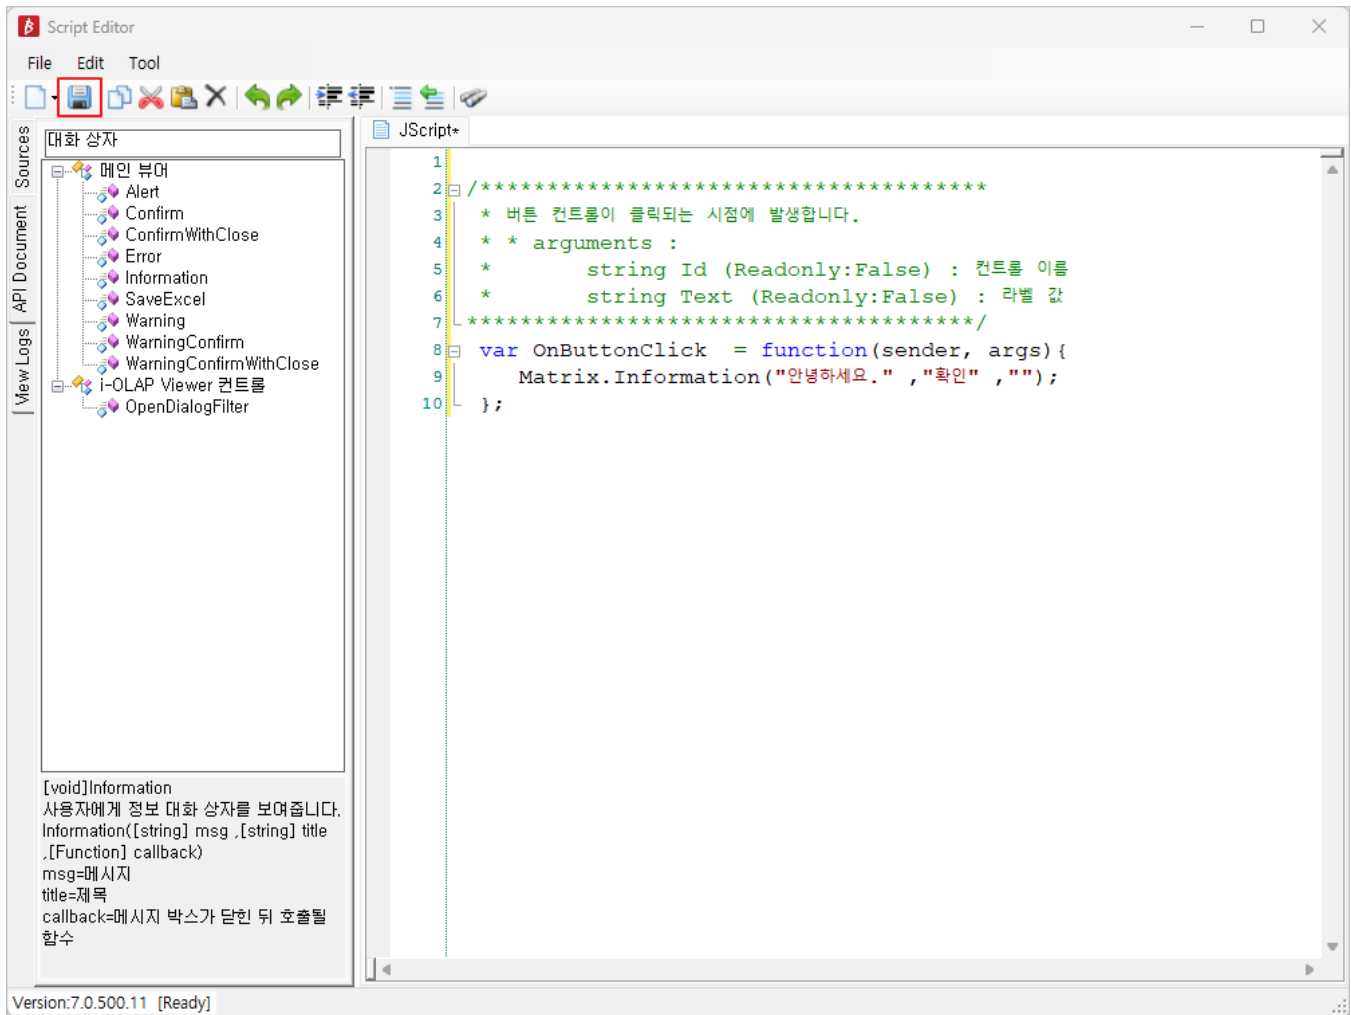 Script Editor
File Edit Tool
Sources
API Document
View Logs
대화 상자
메인 뷰어
Alert
Confirm
ConfirmWithClose
Error
Information
SaveExcel
Warning
WarningConfirm
WarningConfirmWithClose
i-OLAP Viewer 컨트롤
OpenDialogFilter
[void]Information
사용자에게 정보 대화 상자를 보여줍니다.
Information([string] msg ,[string] title
,[Function] callback)
msg=메시지
title=제목
callback=메시지 박스가 닫힌 뒤 호출될
함수
JScript*
1
2 /**************************************
3 * 버튼 컨트롤이 클릭되는 시점에 발생합니다.
4 * * arguments :
5 * string Id (Readonly:False) : 컨트롤 이름
6 * string Text (Readonly:False) : 라벨 값
7 **************************************/
8 var OnButtonClick = function(sender, args){
9 Matrix.Information("안녕하세요." ,"확인" ,"");
10 };
Version:7.0.500.11 [Ready]